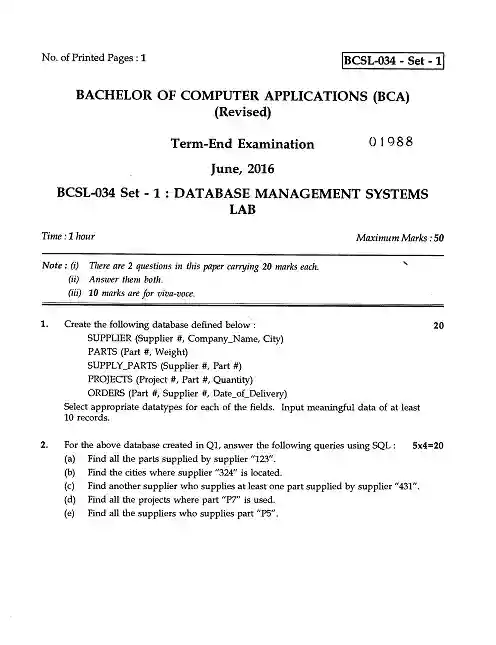 No. of Printed Pages : 1
BCSL-034 - Set - 1
BACHELOR OF COMPUTER APPLICATIONS (BCA)
(Revised)
Term-End Examination
01988
June, 2016
BCSL-034 Set - 1 : DATABASE MANAGEMENT SYSTEMS
LAB
Time : 1 hour
Maximum Marks : 50
Note : (i) There are 2 questions in this paper carrying 20 marks each.
(ii) Answer them both.
(iii) 10 marks are for viva-voce.
1. Create the following database defined below : 20
SUPPLIER (Supplier #, Company_Name, City)
PARTS (Part #, Weight)
SUPPLY_PARTS (Supplier #, Part #)
PROJECTS (Project #, Part #, Quantity)
ORDERS (Part #, Supplier #, Date_of_Delivery)
Select appropriate datatypes for each of the fields. Input meaningful data of at least
10 records.
2. For the above database created in Q1, answer the following queries using SQL : 5x4=20
(a) Find all the parts supplied by supplier "123".
(b) Find the cities where supplier "324" is located.
(c) Find another supplier who supplies at least one part supplied by supplier "431".
(d) Find all the projects where part "P7" is used.
(e) Find all the suppliers who supplies part "P5".